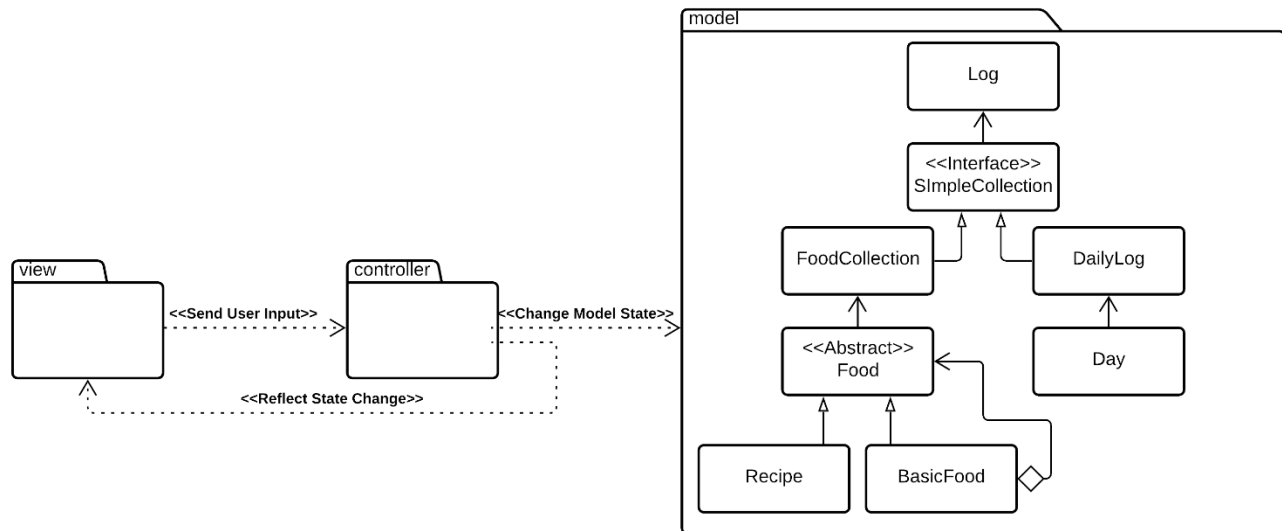 model
Log
<<Interface>>
SImpleCollection
FoodCollection
DailyLog
view
controller
<<Send User Input>>
<<Change Model State>>
<<Abstract>>
Food
Day
<<Reflect State Change>>
Recipe
BasicFood